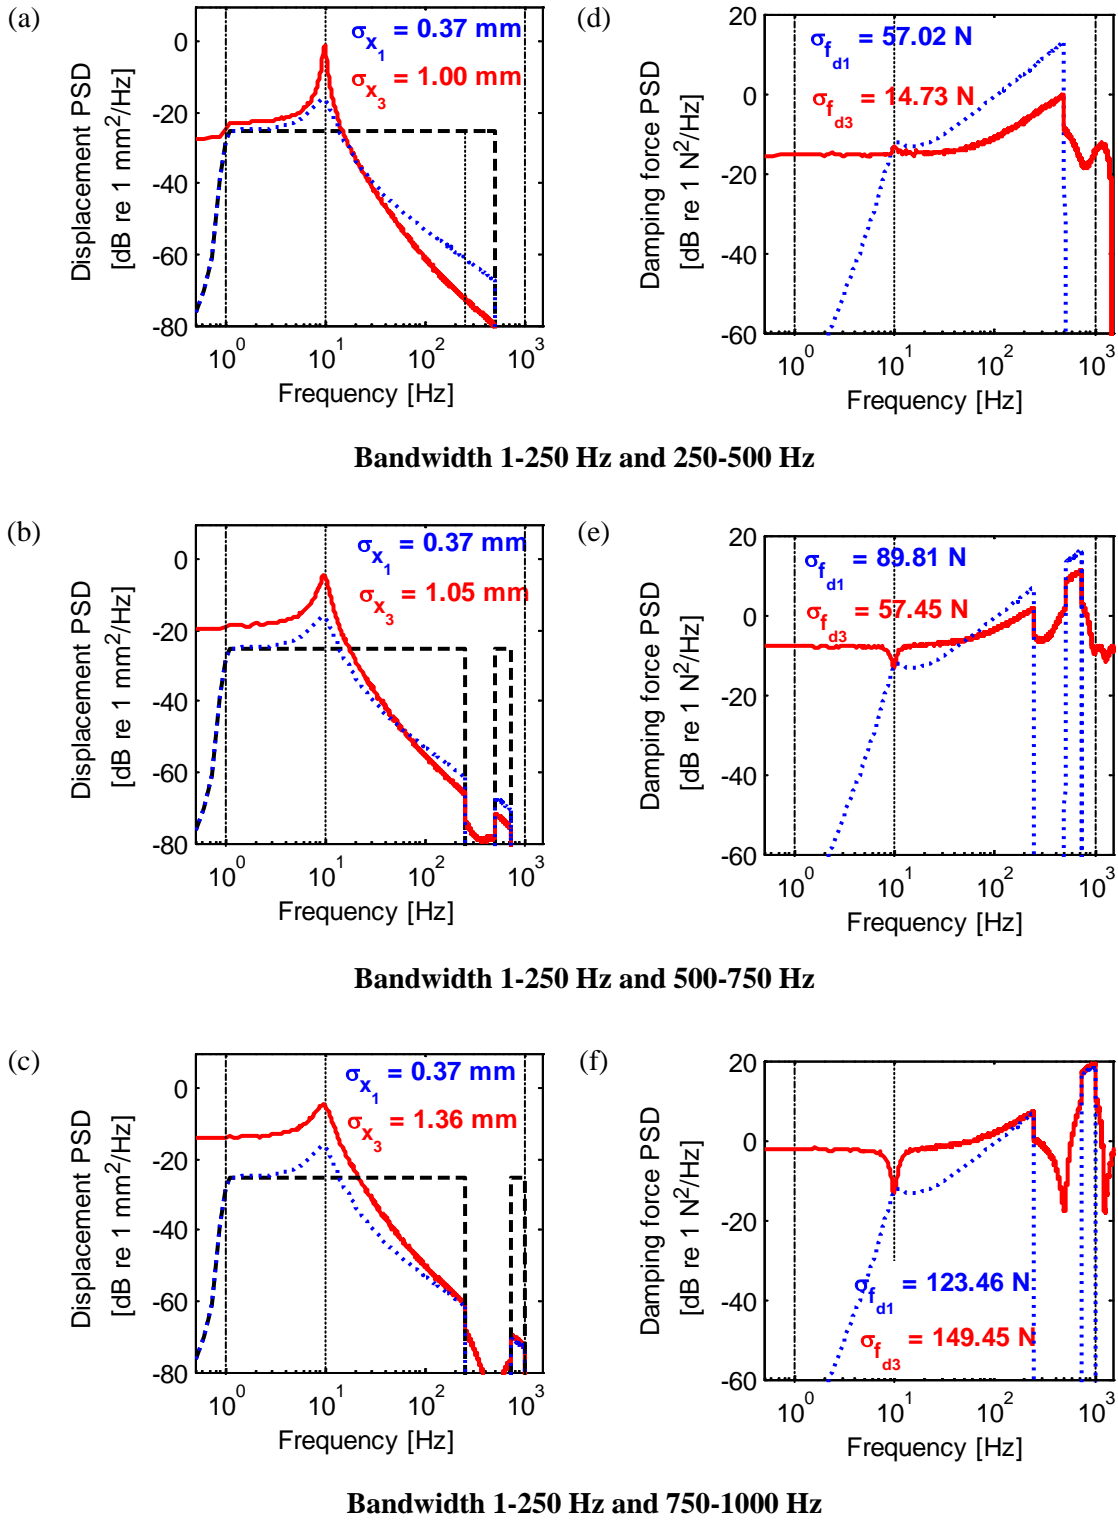 (a)
σx1 = 0.37 mm
σx3 = 1.00 mm
Displacement PSD
[dB re 1 mm²/Hz]
0
-20
-40
-60
-80
10⁰ 10¹ 10² 10³
Frequency [Hz]
(d)
σfd1 = 57.02 N
σfd3 = 14.73 N
Damping force PSD
[dB re 1 N²/Hz]
20
0
-20
-40
-60
10⁰ 10¹ 10² 10³
Frequency [Hz]
Bandwidth 1-250 Hz and 250-500 Hz
(b)
σx1 = 0.37 mm
σx3 = 1.05 mm
Displacement PSD
[dB re 1 mm²/Hz]
0
-20
-40
-60
-80
10⁰ 10¹ 10² 10³
Frequency [Hz]
(e)
σfd1 = 89.81 N
σfd3 = 57.45 N
Damping force PSD
[dB re 1 N²/Hz]
20
0
-20
-40
-60
10⁰ 10¹ 10² 10³
Frequency [Hz]
Bandwidth 1-250 Hz and 500-750 Hz
(c)
σx1 = 0.37 mm
σx3 = 1.36 mm
Displacement PSD
[dB re 1 mm²/Hz]
0
-20
-40
-60
-80
10⁰ 10¹ 10² 10³
Frequency [Hz]
(f)
σfd1 = 123.46 N
σfd3 = 149.45 N
Damping force PSD
[dB re 1 N²/Hz]
20
0
-20
-40
-60
10⁰ 10¹ 10² 10³
Frequency [Hz]
Bandwidth 1-250 Hz and 750-1000 Hz